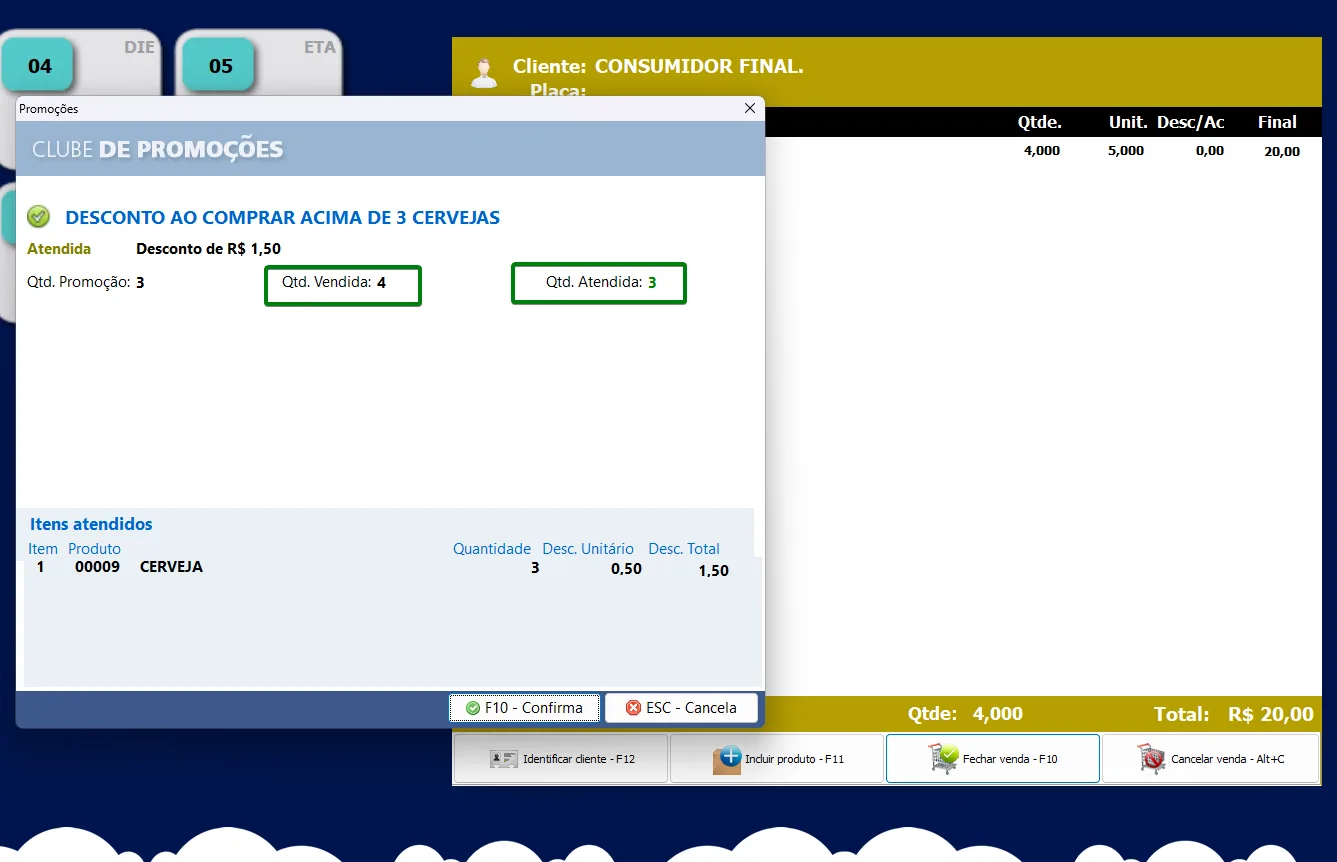 04 DIE
05 ETA
Cliente: CONSUMIDOR FINAL.
Placa:
Qtde. Unit. Desc/Ac Final
4,000 5,000 0,00 20,00
Promoções
CLUBE DE PROMOÇÕES
DESCONTO AO COMPRAR ACIMA DE 3 CERVEJAS
Atendida Desconto de R$ 1,50
Qtd. Promoção: 3 Qtd. Vendida: 4 Qtd. Atendida: 3
Itens atendidos
Item Produto Quantidade Desc. Unitário Desc. Total
1 00009 CERVEJA 3 0,50 1,50
F10 - Confirma ESC - Cancela
Qtde: 4,000 Total: R$ 20,00
Identificar cliente - F12 Incluir produto - F11 Fechar venda - F10 Cancelar venda - Alt+C